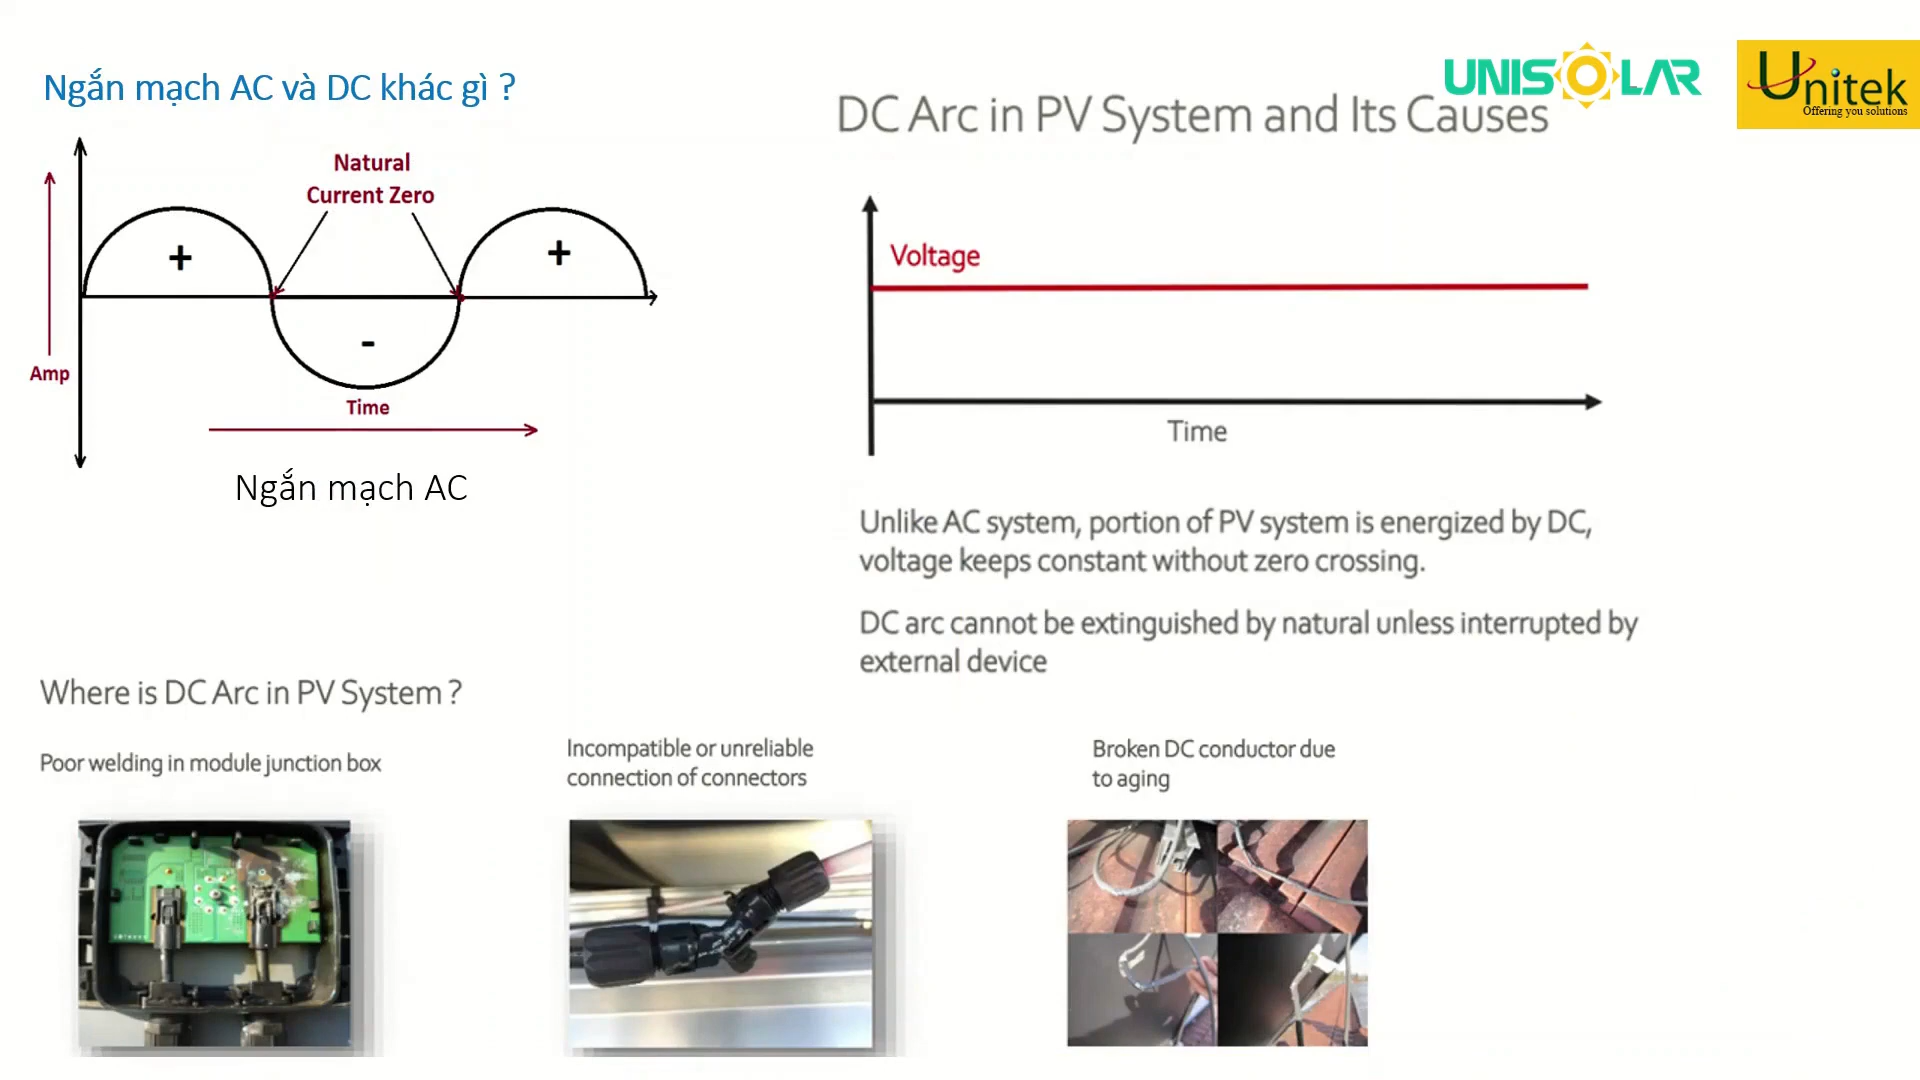 Ngắn mạch AC và DC khác gì ?
UNISOLAR
Unitek
Offering you solutions
DC Arc in PV System and Its Causes
Natural
Current Zero
+
+
-
Amp
Time
Ngắn mạch AC
Voltage
Time
Unlike AC system, portion of PV system is energized by DC,
voltage keeps constant without zero crossing.
DC arc cannot be extinguished by natural unless interrupted by
external device
Where is DC Arc in PV System ?
Poor welding in module junction box
Incompatible or unreliable
connection of connectors
Broken DC conductor due
to aging